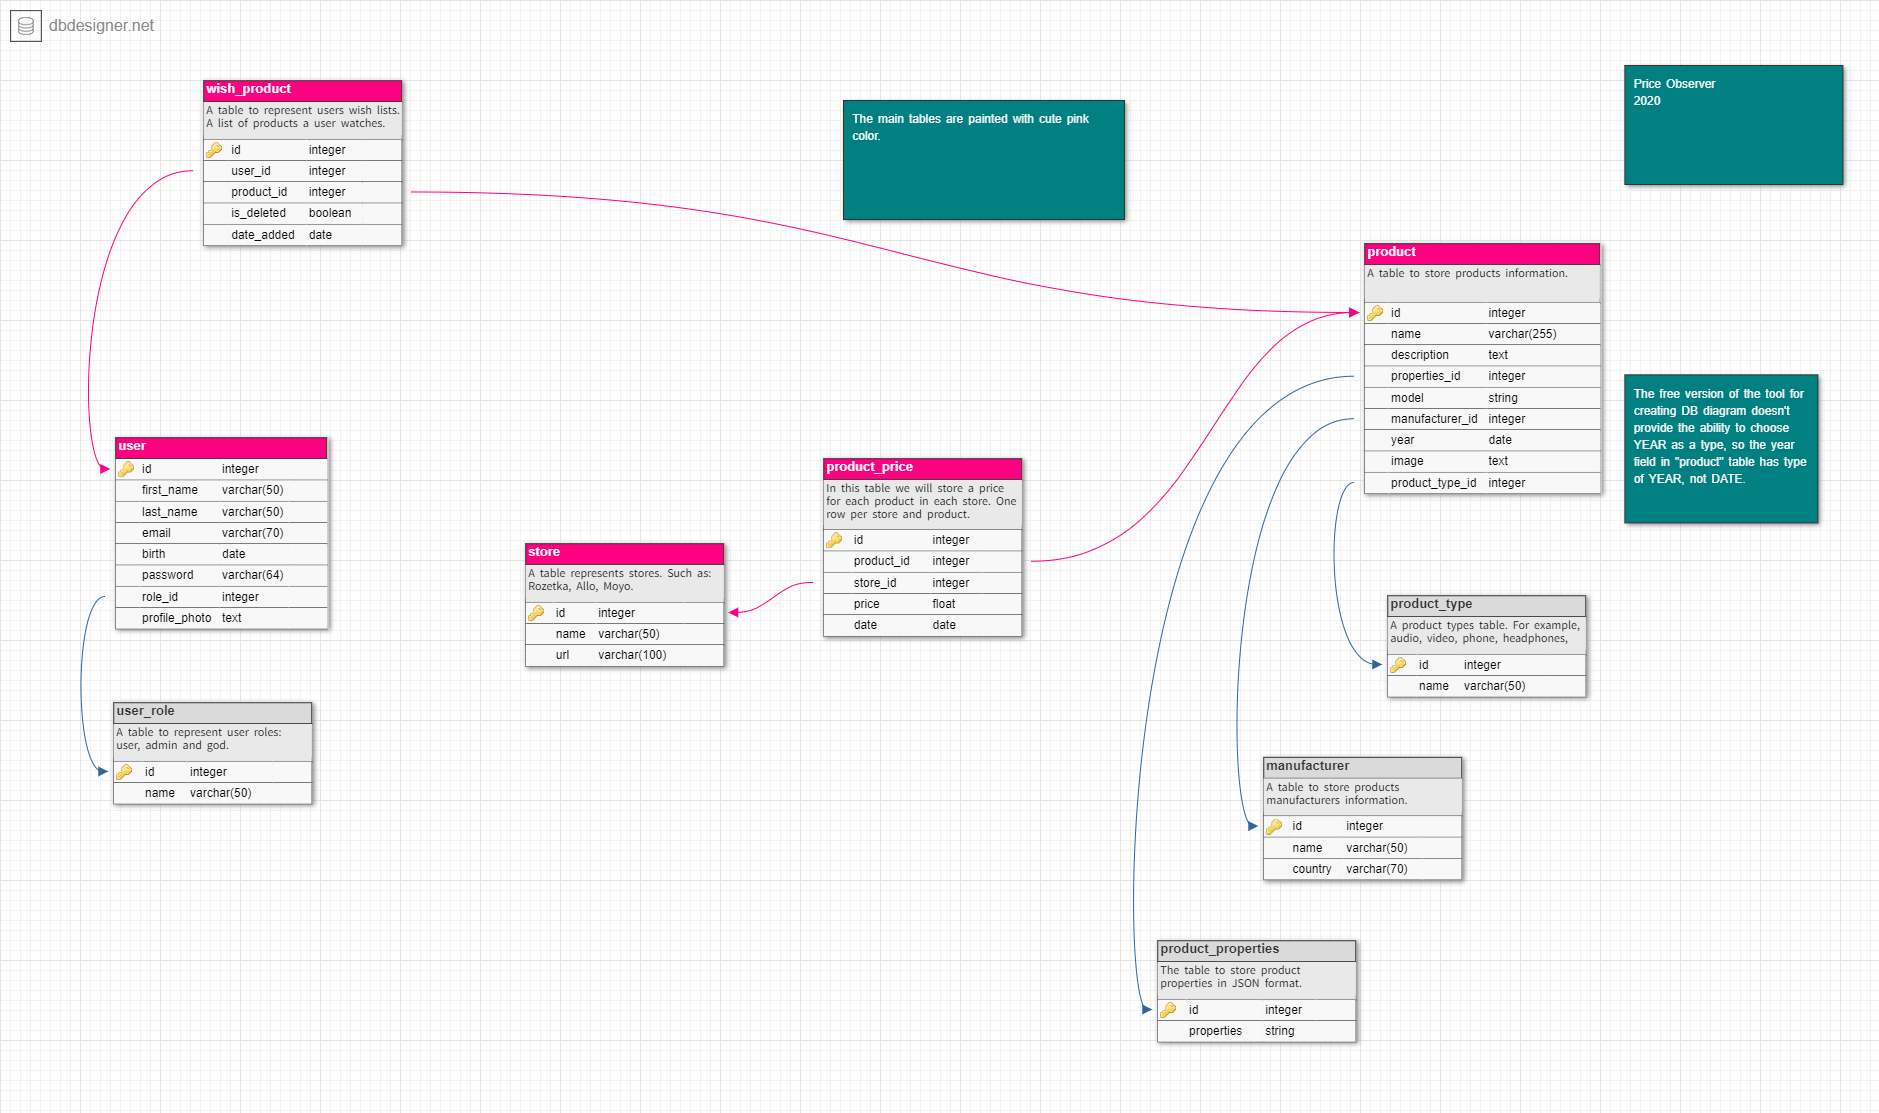 dbdesigner.net
wish_product
A table to represent users wish lists.
A list of products a user watches.
id integer
user_id integer
product_id integer
is_deleted boolean
date_added date
The main tables are painted with cute pink
color.
Price Observer
2020
product
A table to store products information.
id integer
name varchar(255)
description text
properties_id integer
model string
manufacturer_id integer
year date
image text
product_type_id integer
The free version of the tool for
creating DB diagram doesn't
provide the ability to choose
YEAR as a type, so the year
field in "product" table has type
of YEAR, not DATE.
user
id integer
first_name varchar(50)
last_name varchar(50)
email varchar(70)
birth date
password varchar(64)
role_id integer
profile_photo text
product_price
In this table we will store a price
for each product in each store. One
row per store and product.
id integer
product_id integer
store_id integer
price float
date date
store
A table represents stores. Such as:
Rozetka, Allo, Moyo.
id integer
name varchar(50)
url varchar(100)
product_type
A product types table. For example,
audio, video, phone, headphones,
id integer
name varchar(50)
user_role
A table to represent user roles:
user, admin and god.
id integer
name varchar(50)
manufacturer
A table to store products
manufacturers information.
id integer
name varchar(50)
country varchar(70)
product_properties
The table to store product
properties in JSON format.
id integer
properties string